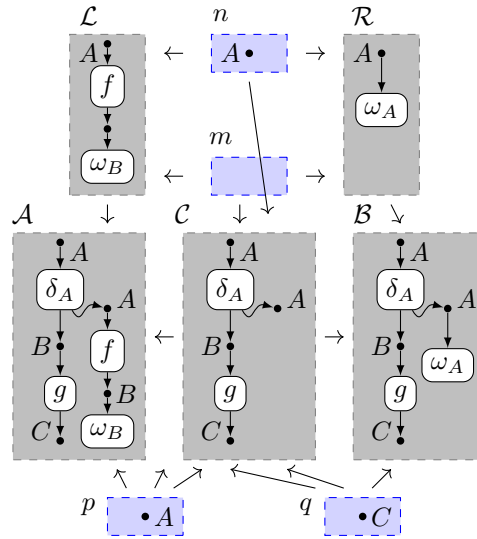 ℒ n ℛ
A A A
f
ω_A
m
ω_B
𝒜 𝒞 ℬ
A A A
δ_A δ_A δ_A
A A A
B B B
f ω_A
g g g
B
C C C
ω_B
p A q C